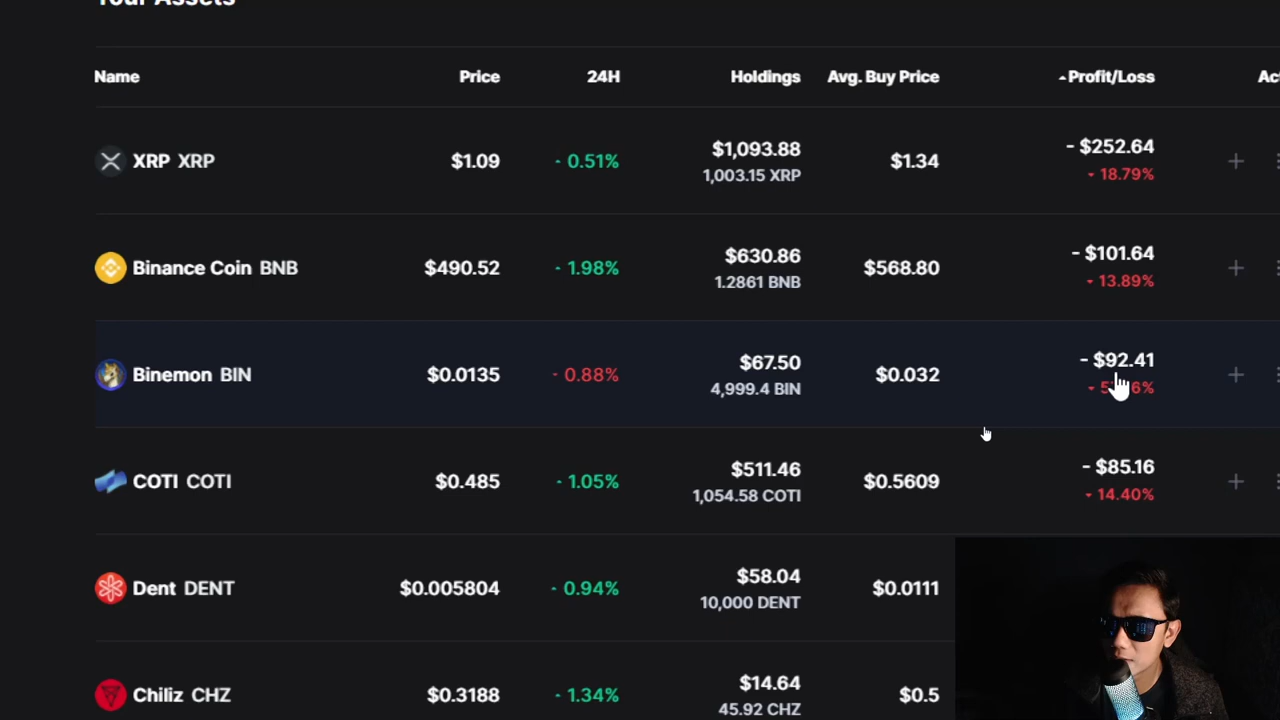 Your Assets
Name Price 24H Holdings Avg. Buy Price Profit/Loss
XRP XRP $1.09 0.51% $1,093.88 $1.34 - $252.64
1,003.15 XRP 18.79%
Binance Coin BNB $490.52 1.98% $630.86 $568.80 - $101.64
1.2861 BNB 13.89%
Binemon BIN $0.0135 0.88% $67.50 $0.032 - $92.41
4,999.4 BIN
COTI COTI $0.485 1.05% $511.46 $0.5609 - $85.16
1,054.58 COTI 14.40%
Dent DENT $0.005804 0.94% $58.04 $0.0111
10,000 DENT
Chiliz CHZ $0.3188 1.34% $14.64 $0.5
45.92 CHZ